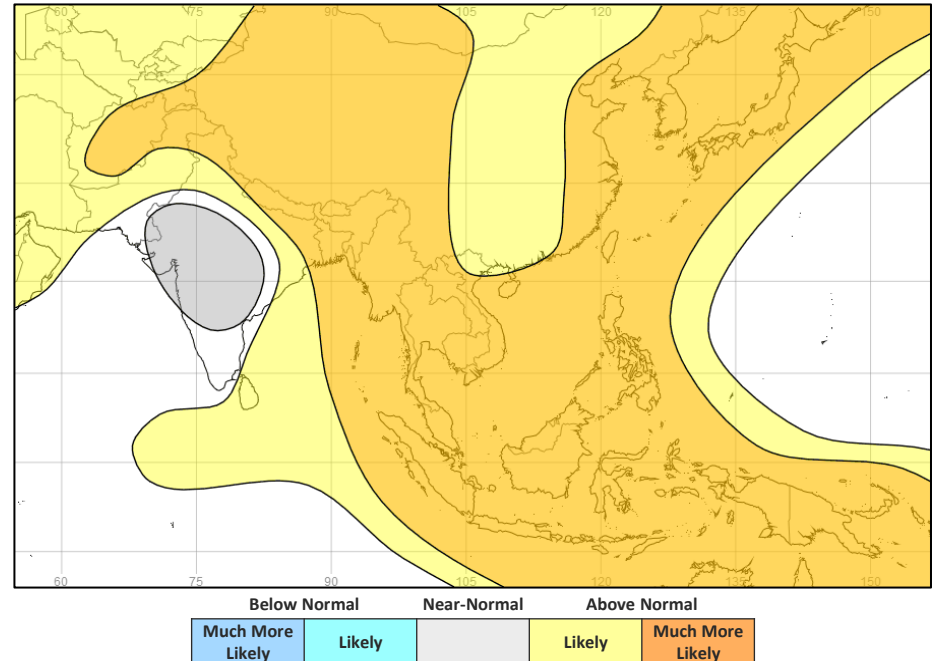 60 75 90 105 120 135 150
60 75 90 105 120 135 150
Below Normal Near-Normal Above Normal
Much More Likely Likely Much More
Likely Likely